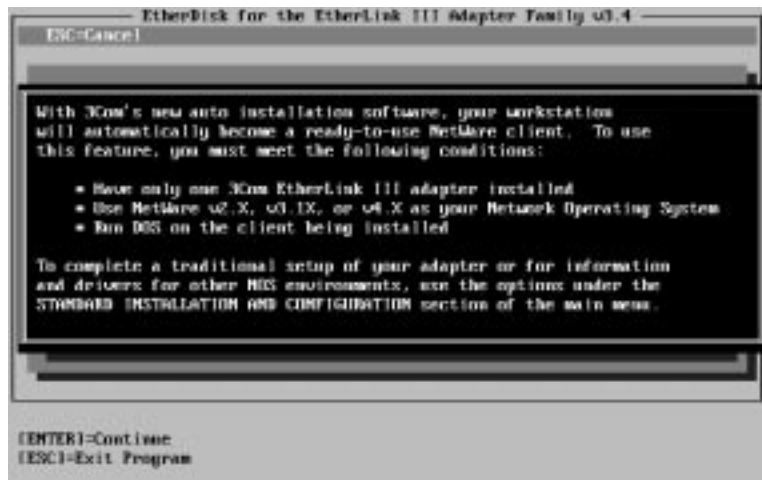 EtherDisk for the EtherLink III Adapter Family v3.4
ESC=Cancel
With 3Com's new auto installation software, your workstation
will automatically become a ready-to-use NetWare client. To use
this feature, you must meet the following conditions:
• Have only one 3Com EtherLink III adapter installed
• Use NetWare v2.X, v3.1X, or v4.X as your Network Operating System
• Run DOS on the client being installed
To complete a traditional setup of your adapter or for information
and drivers for other NOS environments, use the options under the
STANDARD INSTALLATION AND CONFIGURATION section of the main menu.
[ENTER]=Continue
[ESC]=Exit Program